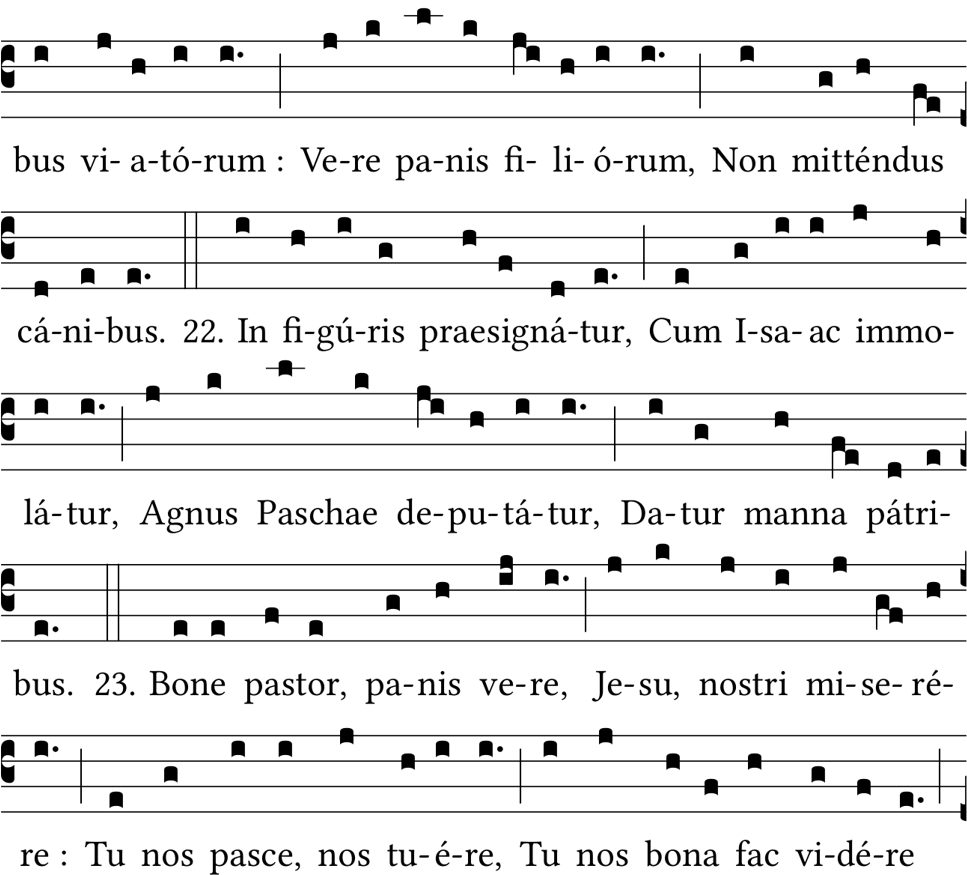 bus vi- a-tó-rum : Ve-re pa-nis fi- li- ó-rum, Non mitténdus
cá-ni-bus. 22. In fi-gú-ris praesigná-tur, Cum I-sa- ac immo-
lá-tur, Agnus Paschae de-pu-tá-tur, Da-tur manna pátri-
bus. 23. Bone pastor, pa-nis ve-re, Je-su, nostri mi-se- ré-
re : Tu nos pasce, nos tu-é-re, Tu nos bona fac vi-dé-re